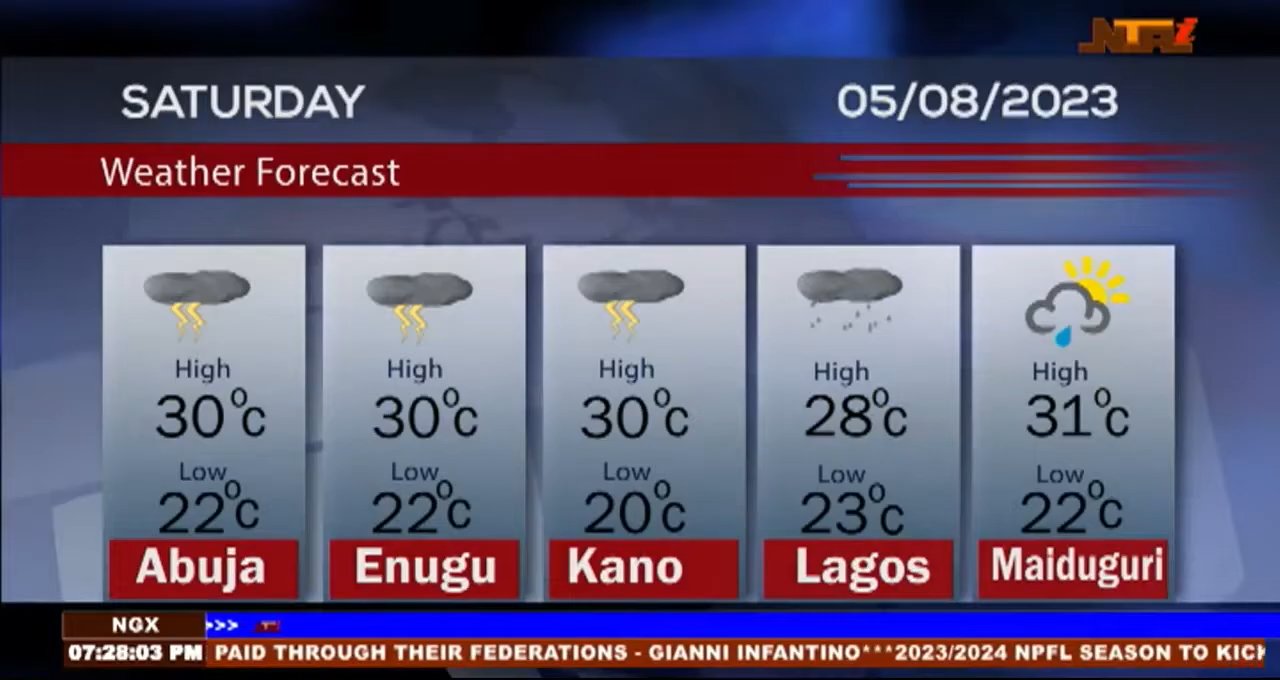 NTAi
SATURDAY 05/08/2023
Weather Forecast
High High High High High
30°c 30°c 30°c 28°c 31°c
Low Low Low Low Low
22°c 22°c 20°c 23°c 22°c
Abuja Enugu Kano Lagos Maiduguri
NGX >>>
07:28:03 PM PAID THROUGH THEIR FEDERATIONS - GIANNI INFANTINO***2023/2024 NPFL SEASON TO KICK